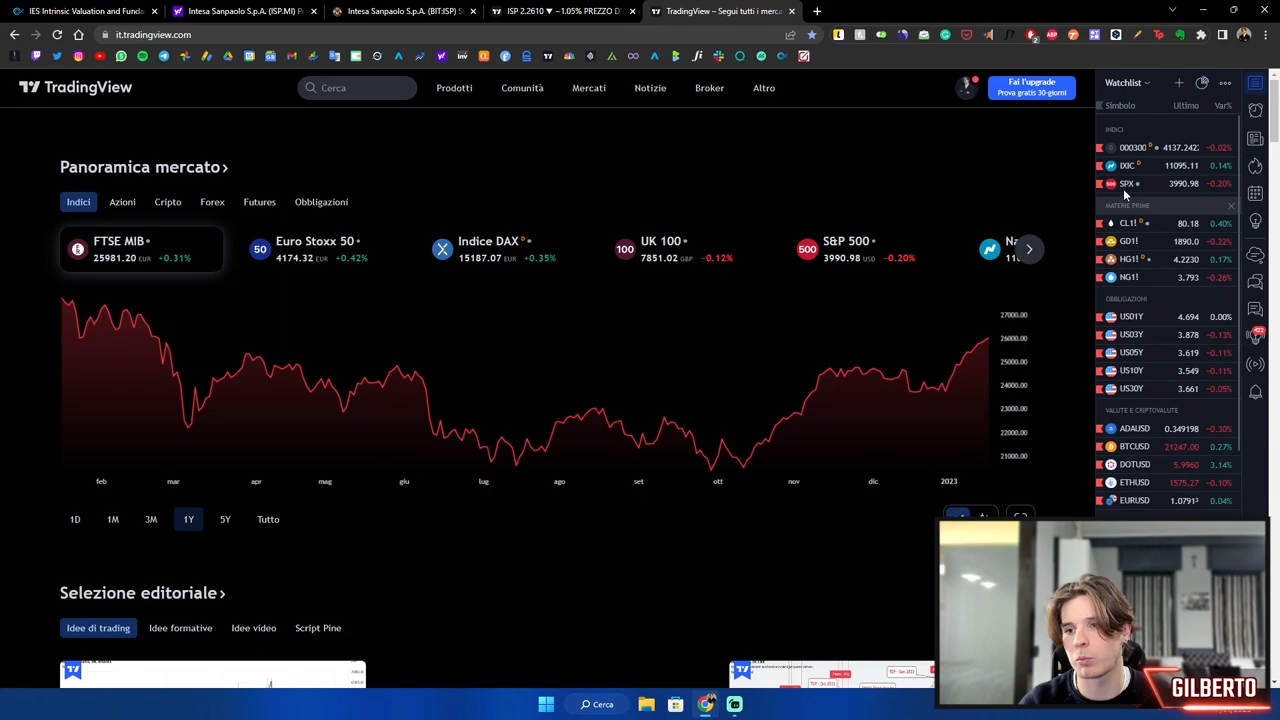 IES Intrinsic Valuation and Funda
Intesa Sanpaolo S.p.A. (ISP.MI) P
Intesa Sanpaolo S.p.A. (BIT:ISP) S
ISP 2.2610 ▼ −1.05% PREZZO D'
TradingView – Segui tutti i merca
it.tradingview.com
TradingView
Cerca
Prodotti
Comunità
Mercati
Notizie
Broker
Altro
Fai l'upgrade
Prova gratis 30-giorni
Panoramica mercato ›
Indici
Azioni
Cripto
Forex
Futures
Obbligazioni
FTSE MIB
25981.20 EUR +0.31%
50 Euro Stoxx 50
4174.32 EUR +0.42%
Indice DAX D
15187.07 EUR +0.35%
100 UK 100
7851.02 GBP −0.12%
500 S&P 500
3990.98 USD −0.20%
27000.00
26000.00
25000.00
24000.00
23000.00
22000.00
21000.00
feb
mar
apr
mag
giu
lug
ago
set
ott
nov
dic
2023
1D
1M
3M
1Y
5Y
Tutto
Selezione editoriale ›
Idee di trading
Idee formative
Idee video
Script Pine
Watchlist
Simbolo Ultimo Var%
INDICI
000300 D 4137.242 −0.02%
IXIC D 11095.11 0.14%
SPX 3990.98 −0.20%
MATERIE PRIME
CL1! D 80.18 0.40%
GD1! 1890.0 −0.22%
HG1! D 4.2230 0.17%
NG1! 3.793 −0.26%
OBBLIGAZIONI
US01Y 4.694 0.00%
US03Y 3.878 −0.13%
US05Y 3.619 −0.11%
US10Y 3.549 −0.11%
US30Y 3.661 −0.05%
VALUTE E CRIPTOVALUTE
ADAUSD 0.349198 −0.30%
BTCUSD 21247.00 0.27%
DOTUSD 5.9960 3.14%
ETHUSD 1575.27 −0.10%
EURUSD 1.0791³ 0.04%
422
GILBERTO
Cerca